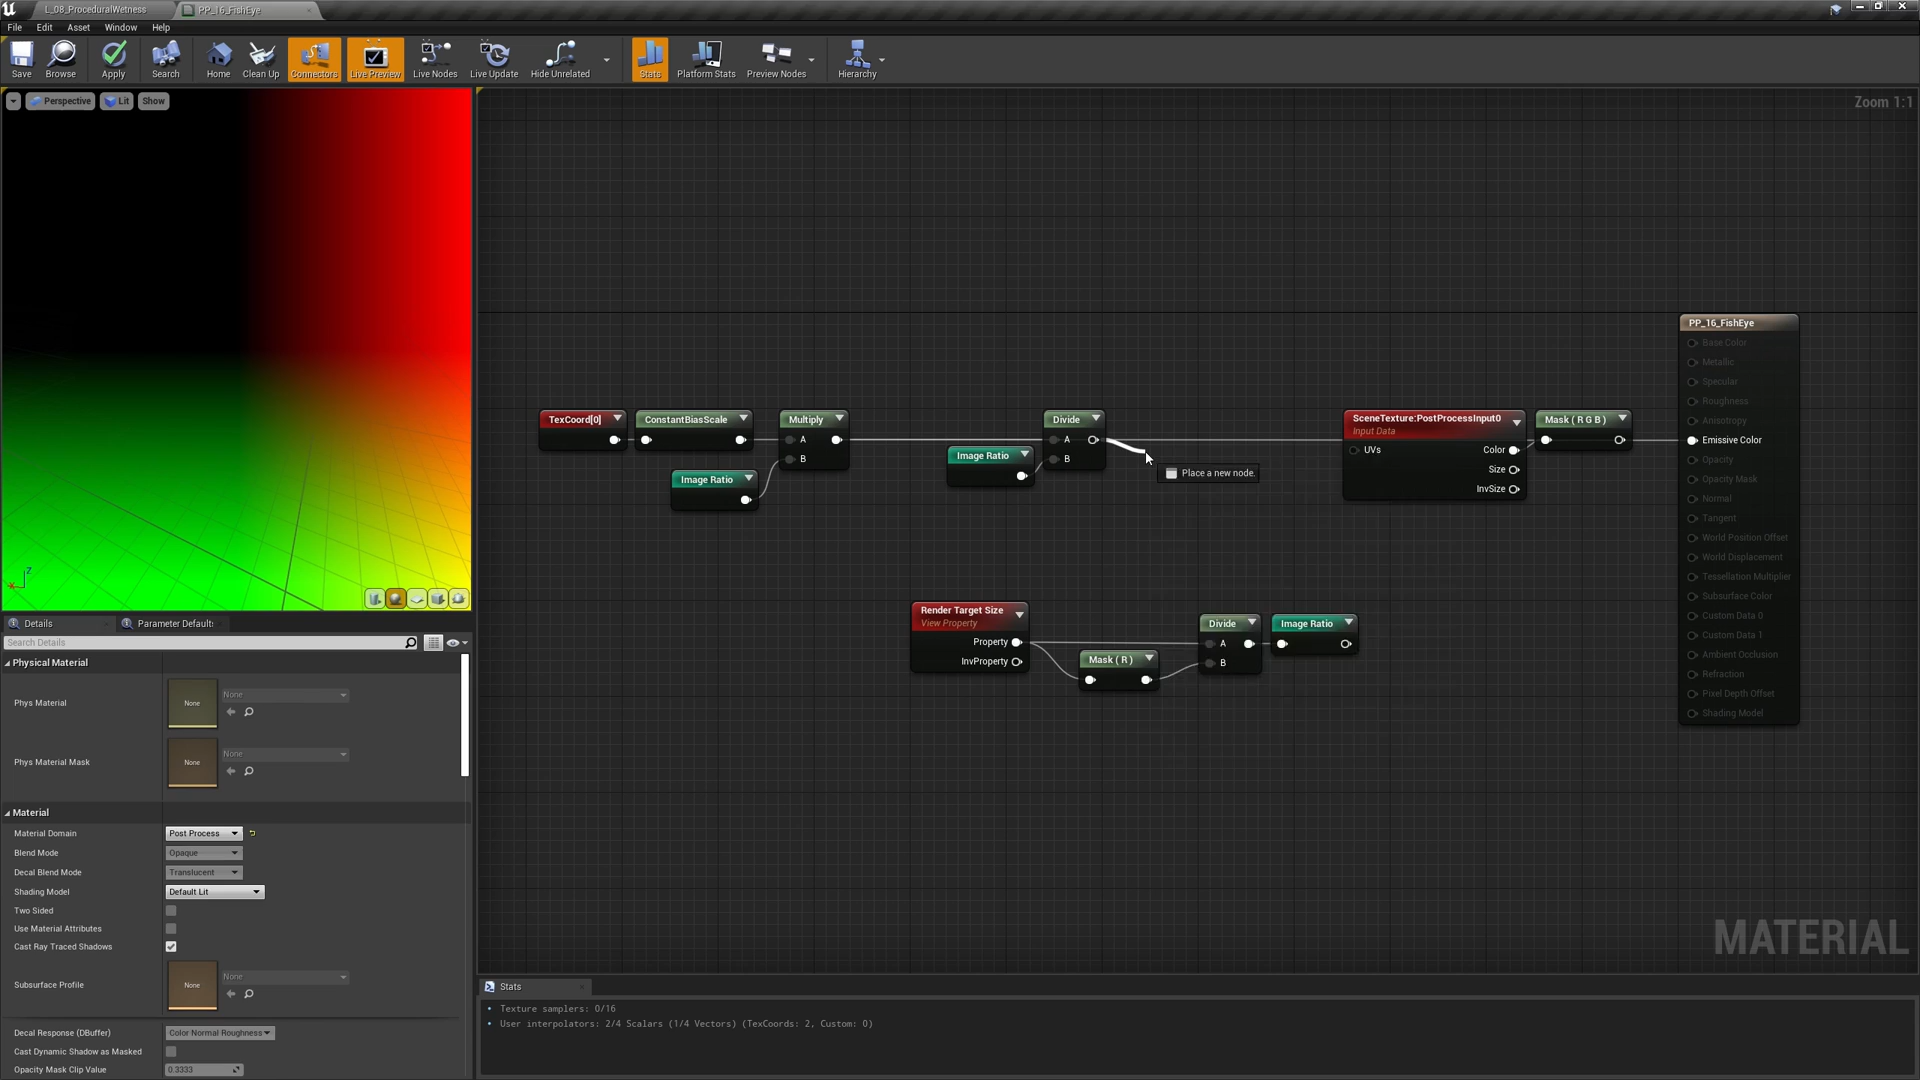 L_08_ProceduralWetness
PP_16_FishEye
File Edit Asset Window Help
Save Browse Apply Search Home Clean Up Connectors Live Preview Live Nodes Live Update Hide Unrelated Stats Platform Stats Preview Nodes Hierarchy
Perspective Lit Show
Zoom 1:1
PP_16_FishEye
Base Color
Metallic
Specular
Roughness
Anisotropy
Emissive Color
Opacity
Opacity Mask
Normal
Tangent
World Position Offset
World Displacement
Tessellation Multiplier
Subsurface Color
Custom Data 0
Custom Data 1
Ambient Occlusion
Refraction
Pixel Depth Offset
Shading Model
TexCoord[0]
ConstantBiasScale
Multiply
A
B
Image Ratio
Image Ratio
Divide
A
B
Place a new node.
SceneTexture:PostProcessInput0
Input Data
UVs Color
Size
InvSize
Mask ( R G B )
Render Target Size
View Property
Property
InvProperty
Mask ( R )
Divide
A
B
Image Ratio
MATERIAL
Z
X
Details Parameter Default
Search Details
Physical Material
Phys Material None None
Phys Material Mask None None
Material
Material Domain Post Process
Blend Mode Opaque
Decal Blend Mode Translucent
Shading Model Default Lit
Two Sided
Use Material Attributes
Cast Ray Traced Shadows
Subsurface Profile None None
Decal Response (DBuffer) Color Normal Roughness
Cast Dynamic Shadow as Masked
Opacity Mask Clip Value 0.3333
Stats
Texture samplers: 0/16
User interpolators: 2/4 Scalars (1/4 Vectors) (TexCoords: 2, Custom: 0)